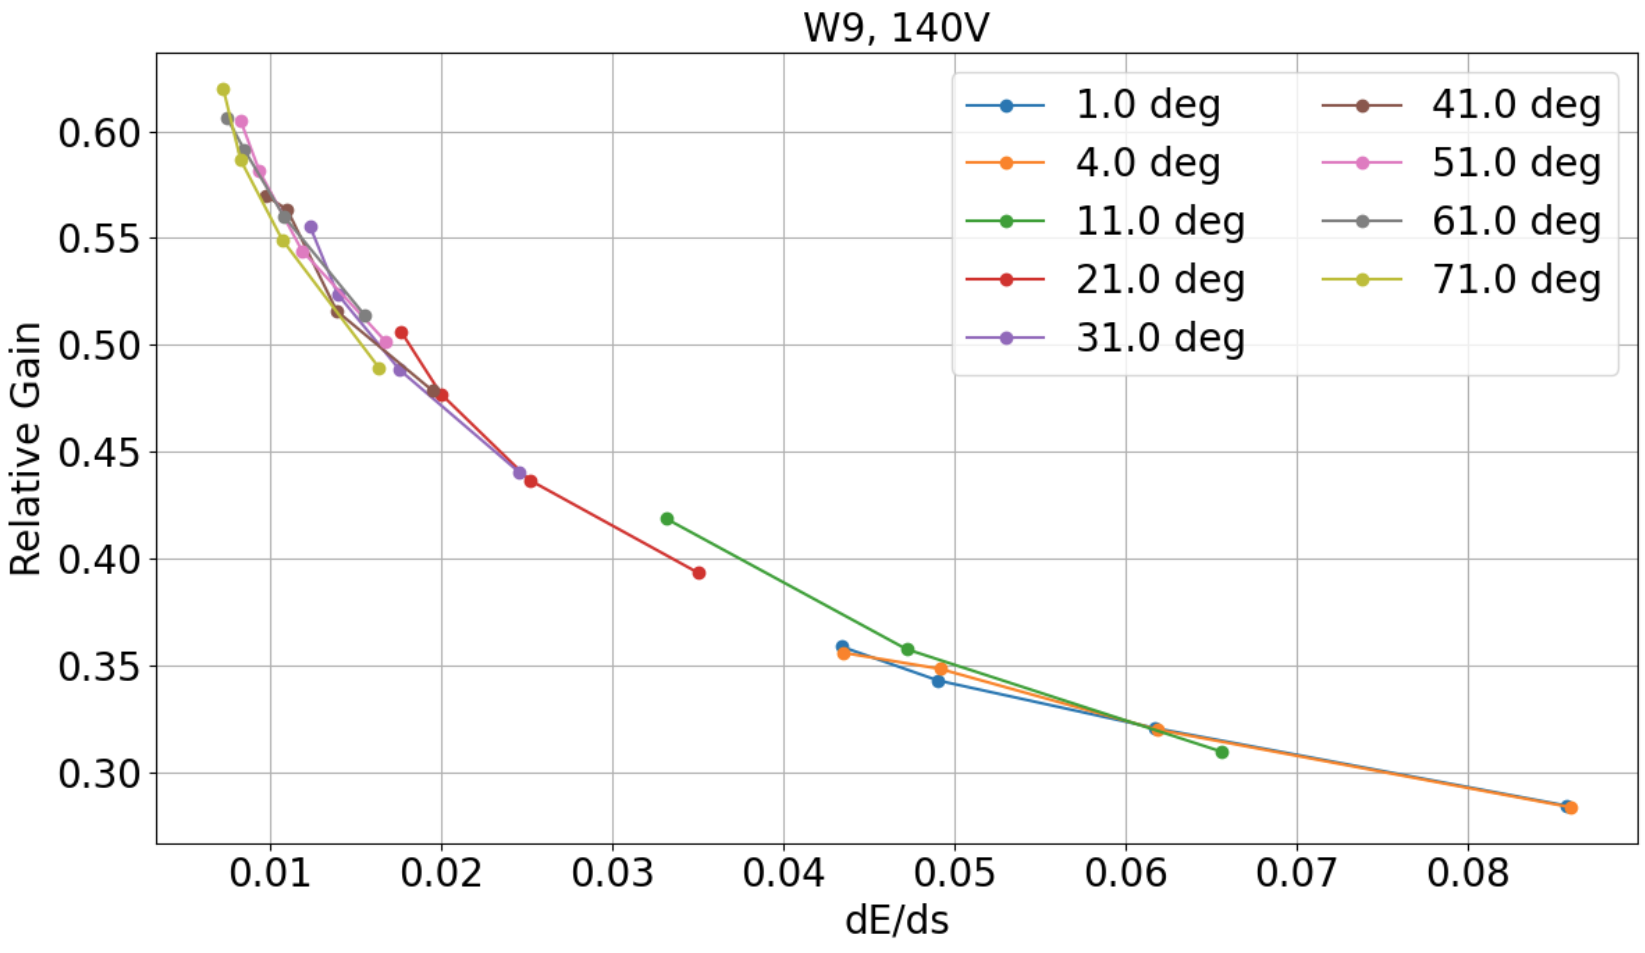 W9, 140V
Relative Gain
0.60
0.55
0.50
0.45
0.40
0.35
0.30
1.0 deg
4.0 deg
11.0 deg
21.0 deg
31.0 deg
41.0 deg
51.0 deg
61.0 deg
71.0 deg
0.01 0.02 0.03 0.04 0.05 0.06 0.07 0.08
dE/ds